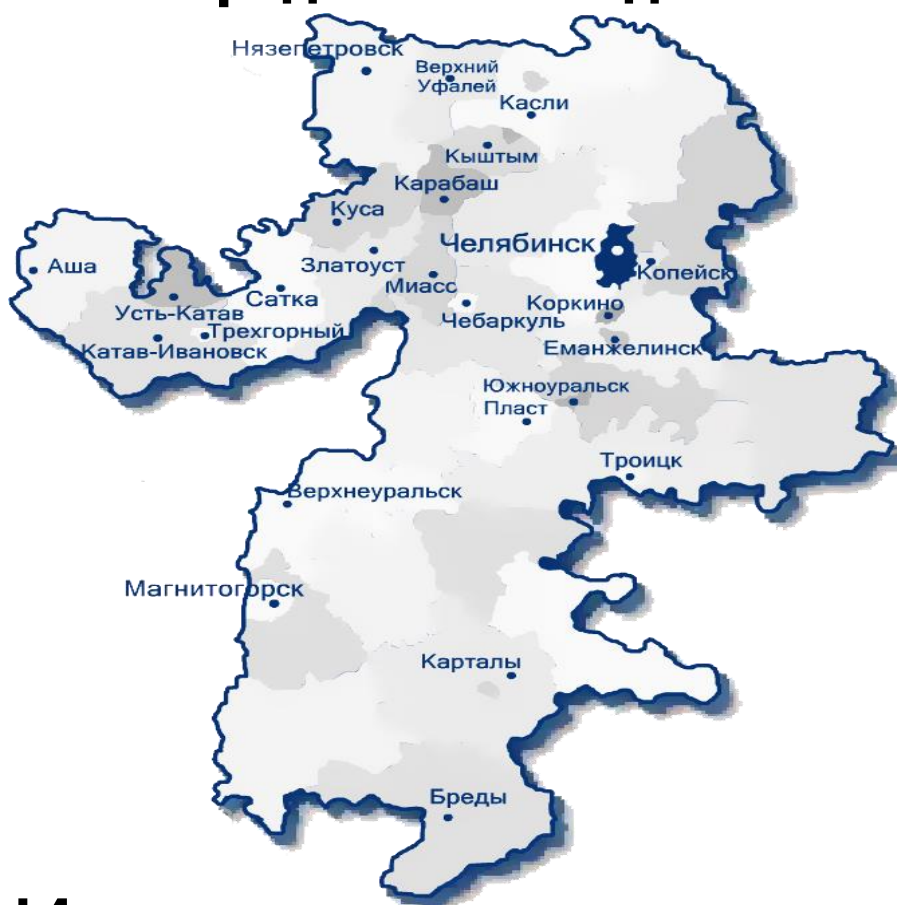 Нязепетровск
Верхний
Уфалей
Касли
Кыштым
Карабаш
Куса
Челябинск
Златоуст
Копейск
Аша
Миасс
Сатка
Усть-Катав
Чебаркуль
Коркино
Трехгорный
Катав-Ивановск
Еманжелинск
Южноуральск
Пласт
Троицк
Верхнеуральск
Магнитогорск
Карталы
Бреды